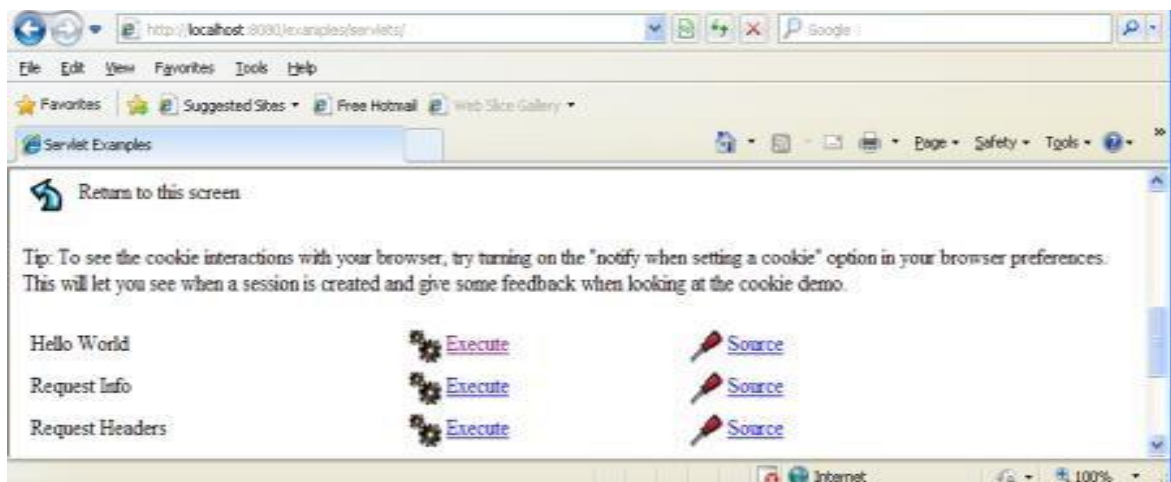 http://localhost:8080/examples/servlets/
Google
File Edit View Favorites Tools Help
Favorites Suggested Sites Free Hotmail Web Slice Gallery
Servlet Examples
Page Safety Tools
Return to this screen
Tip: To see the cookie interactions with your browser, try turning on the "notify when setting a cookie" option in your browser preferences.
This will let you see when a session is created and give some feedback when looking at the cookie demo.
Hello World Execute Source
Request Info Execute Source
Request Headers Execute Source
Internet 100%